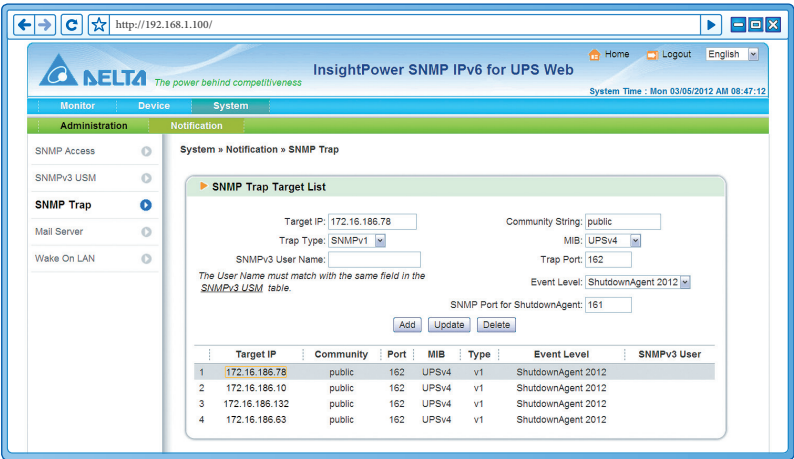 http://192.168.1.100/
Home Logout English
DELTA The power behind competitiveness
InsightPower SNMP IPv6 for UPS Web
System Time : Mon 03/05/2012 AM 08:47:12
Monitor Device System
Administration Notification
SNMP Access
SNMPv3 USM
SNMP Trap
Mail Server
Wake On LAN
System » Notification » SNMP Trap
SNMP Trap Target List
Target IP: 172.16.186.78 Community String: public
Trap Type: SNMPv1 MIB: UPSv4
SNMPv3 User Name: Trap Port: 162
The User Name must match with the same field in the
SNMPv3 USM table.
Event Level: ShutdownAgent 2012
SNMP Port for ShutdownAgent: 161
Add Update Delete
Target IP Community Port MIB Type Event Level SNMPv3 User
1 172.16.186.78 public 162 UPSv4 v1 ShutdownAgent 2012
2 172.16.186.10 public 162 UPSv4 v1 ShutdownAgent 2012
3 172.16.186.132 public 162 UPSv4 v1 ShutdownAgent 2012
4 172.16.186.63 public 162 UPSv4 v1 ShutdownAgent 2012